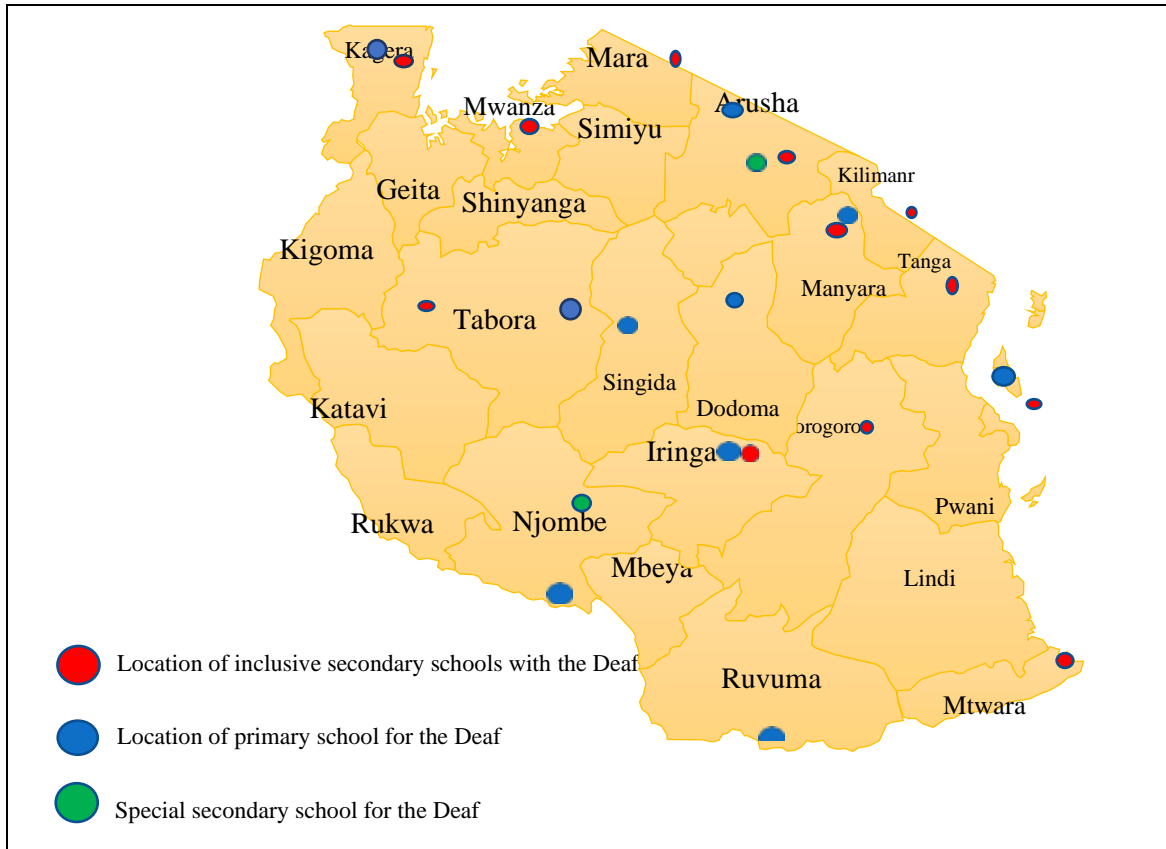 Kagera
Mara
Arusha
Mwanza
Simiyu
Kilimanr
Geita
Shinyanga
Kigoma
Tanga
Manyara
Tabora
Singida
Katavi
Dodoma
orogoro
Iringa
Pwani
Rukwa
Njombe
Mbeya
Lindi
Location of inclusive secondary schools with the Deaf
Ruvuma
Mtwara
Location of primary school for the Deaf
Special secondary school for the Deaf